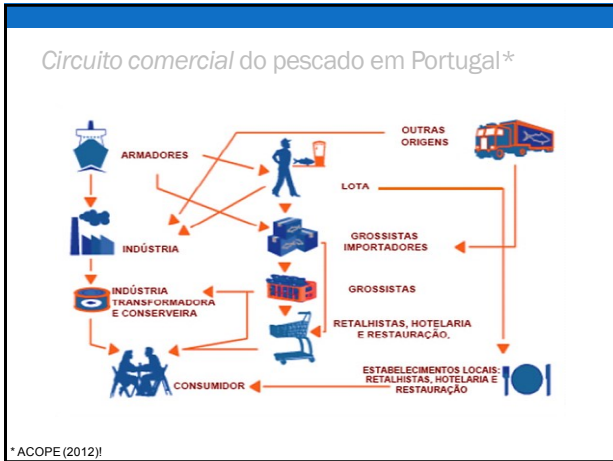 Circuito comercial do pescado em Portugal*
ARMADORES
OUTRAS
ORIGENS
LOTA
INDÚSTRIA
GROSSISTAS
IMPORTADORES
INDÚSTRIA
TRANSFORMADORA
E CONSERVEIRA
GROSSISTAS
RETALHISTAS, HOTELARIA
E RESTAURAÇÃO.
CONSUMIDOR
ESTABELECIMENTOS LOCAIS:
RETALHISTAS, HOTELARIA E
RESTAURAÇÃO
* ACOPE (2012)!